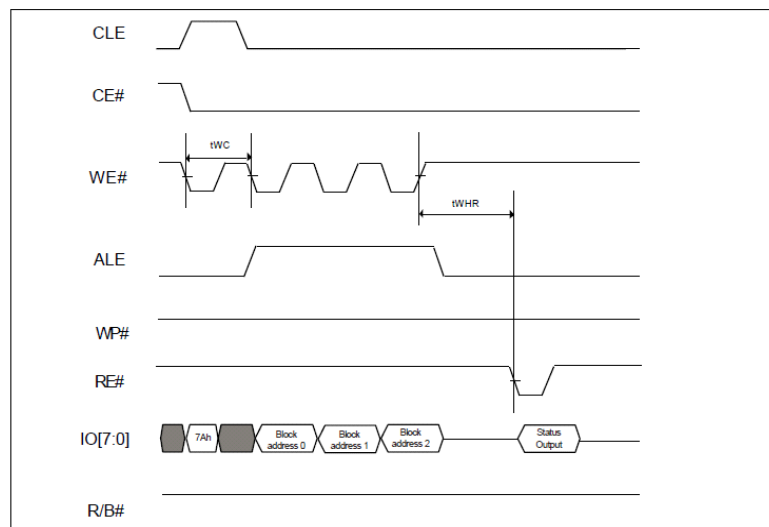 CLE
CE#
tWC
WE#
tWHR
ALE
WP#
RE#
IO[7:0]
7Ah
Block
address 0
Block
address 1
Block
address 2
Status
Output
R/B#